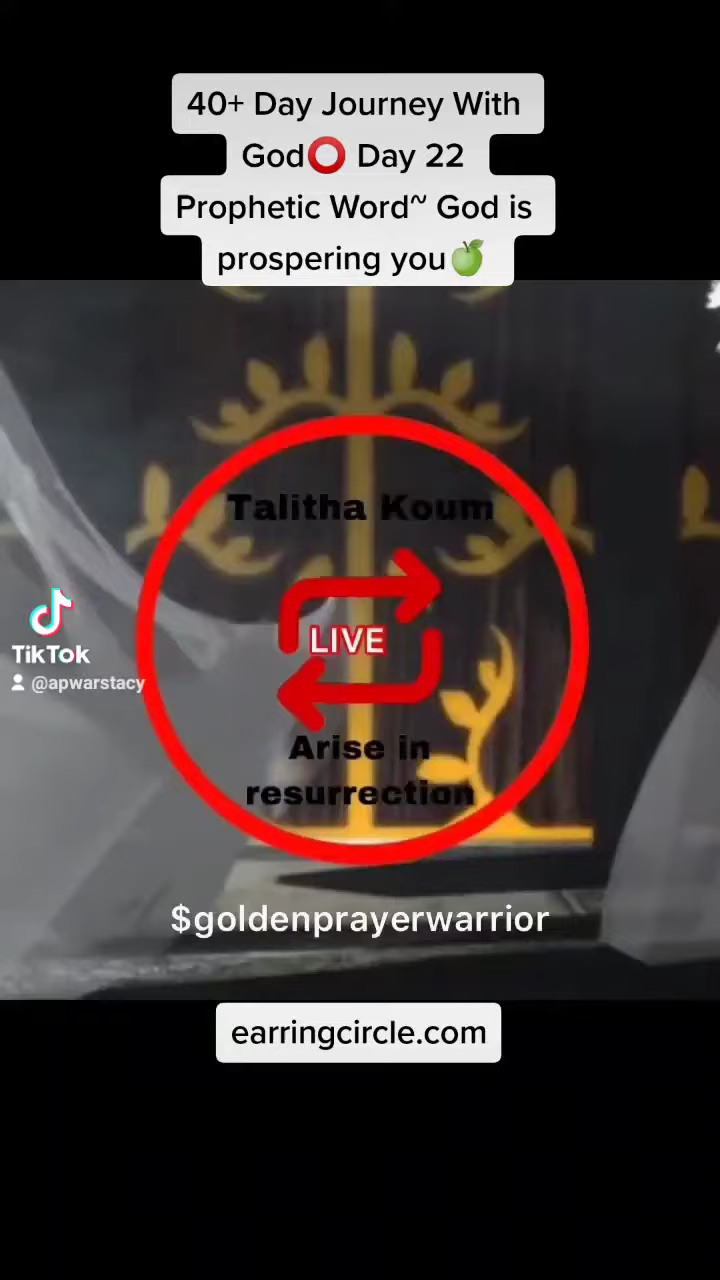 40+ Day Journey With
God⭕ Day 22
Prophetic Word~ God is
prospering you🍏
Talitha Koum
LIVE
TikTok
@apwarstacy
Arise in
resurrection
$goldenprayerwarrior
earringcircle.com